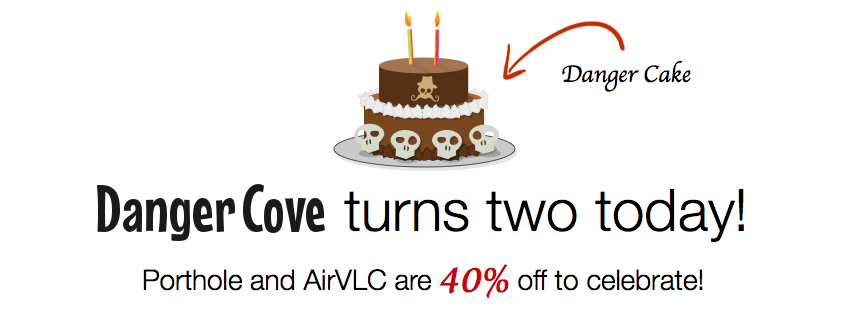 Danger Cake
Danger Cove turns two today!
Porthole and AirVLC are 40% off to celebrate!